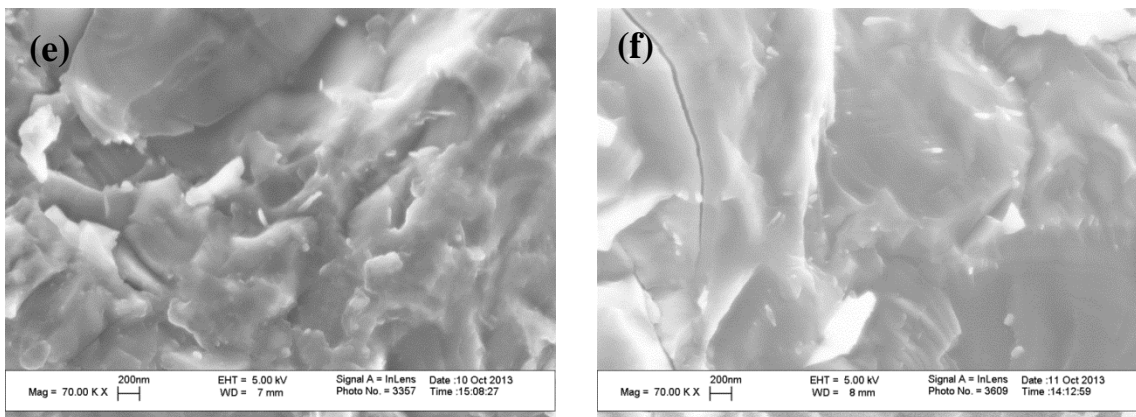 (e)
Mag = 70.00 K X
200nm
EHT = 5.00 kV
WD = 7 mm
Signal A = InLens
Photo No. = 3357
Date :10 Oct 2013
Time :15:08:27
(f)
Mag = 70.00 K X
200nm
EHT = 5.00 kV
WD = 8 mm
Signal A = InLens
Photo No. = 3609
Date :11 Oct 2013
Time :14:12:59